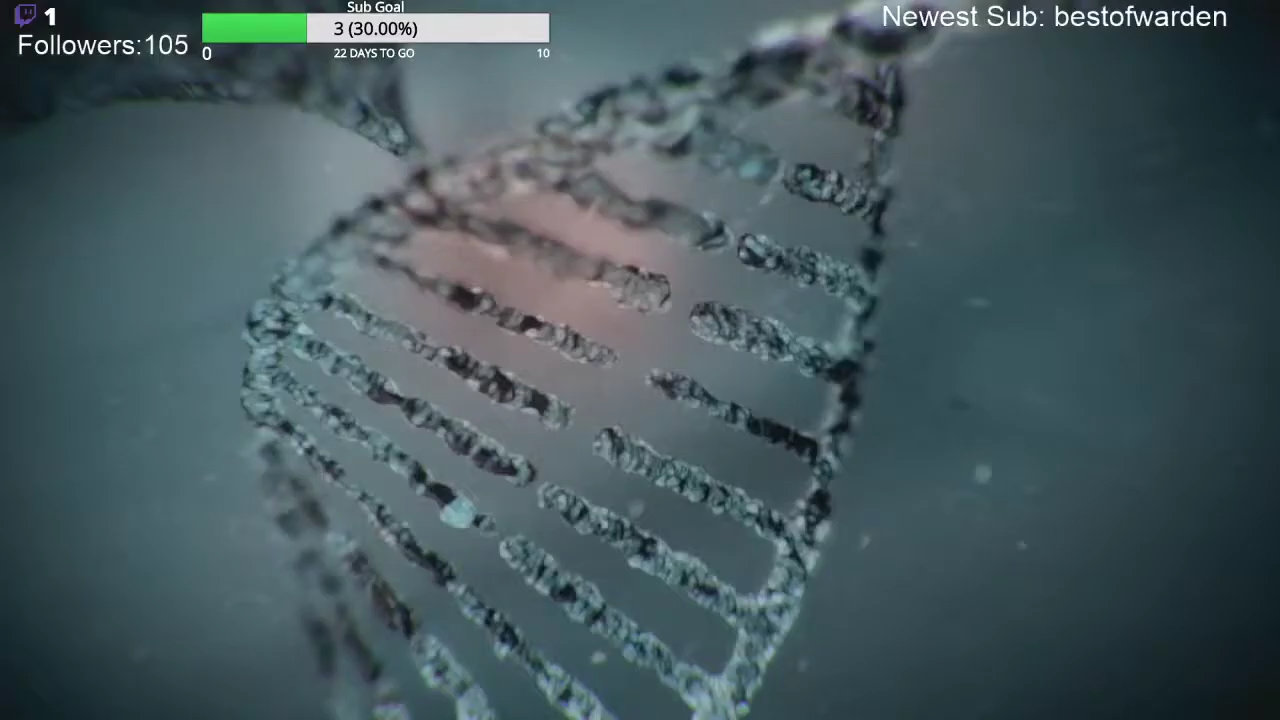 1
Followers:105
Sub Goal
3 (30.00%)
0
22 DAYS TO GO
10
Newest Sub: bestofwarden